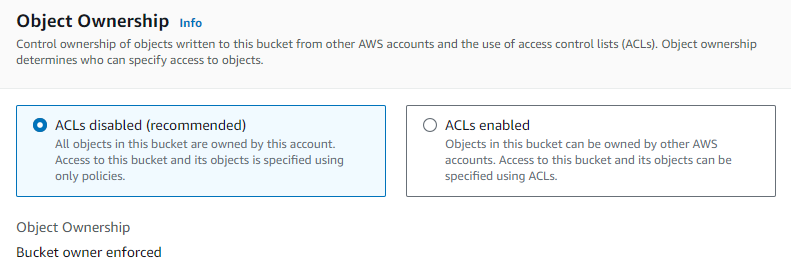 Object Ownership Info
Control ownership of objects written to this bucket from other AWS accounts and the use of access control lists (ACLs). Object ownership
determines who can specify access to objects.
ACLs disabled (recommended)
All objects in this bucket are owned by this account.
Access to this bucket and its objects is specified using
only policies.
ACLs enabled
Objects in this bucket can be owned by other AWS
accounts. Access to this bucket and its objects can be
specified using ACLs.
Object Ownership
Bucket owner enforced